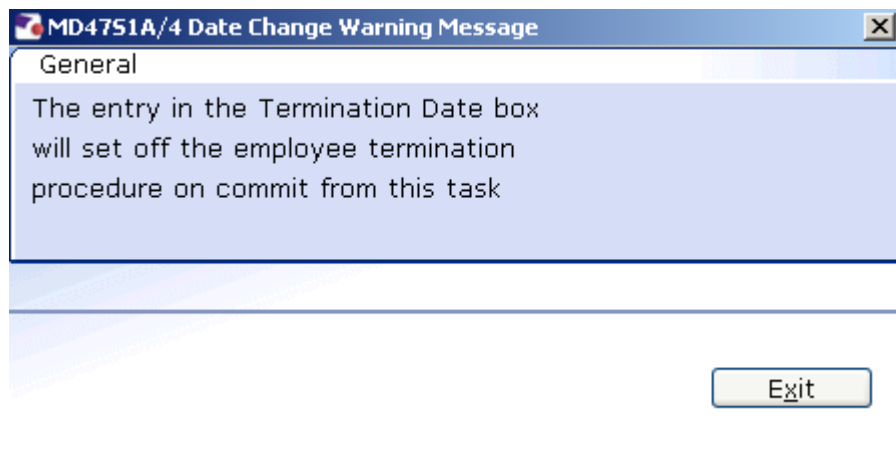 MD47S1A/4 Date Change Warning Message
General
The entry in the Termination Date box
will set off the employee termination
procedure on commit from this task
Exit